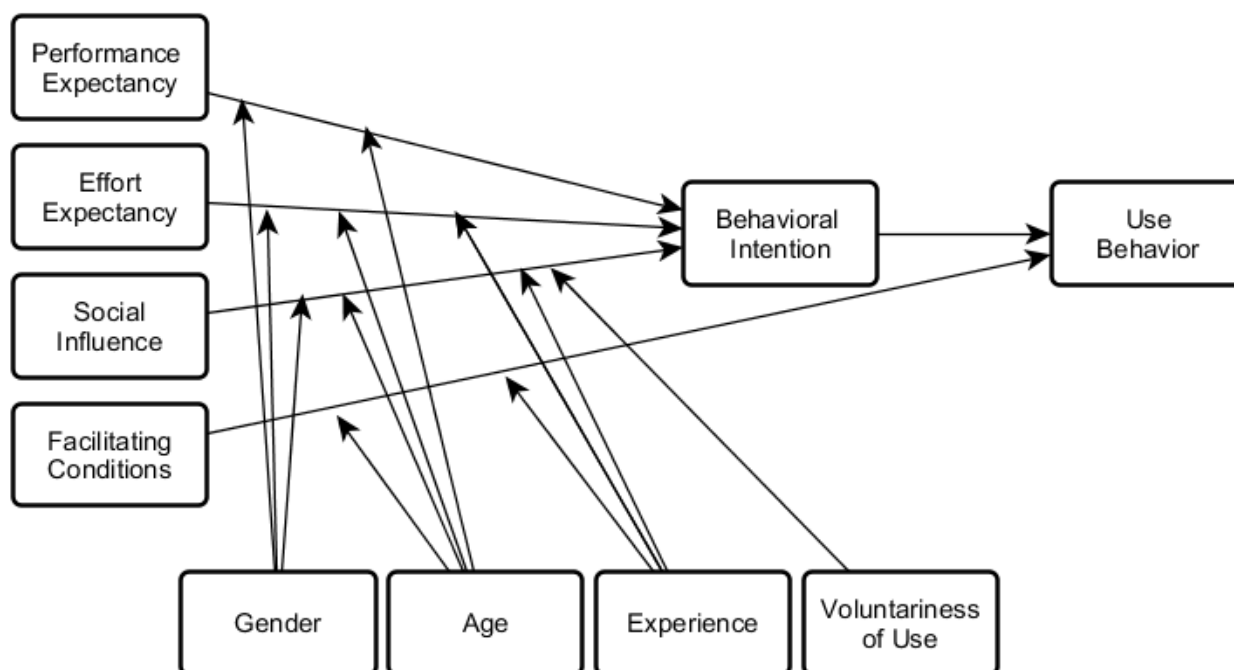 Performance
Expectancy
Effort
Expectancy
Social
Influence
Facilitating
Conditions
Behavioral
Intention
Use
Behavior
Gender
Age
Experience
Voluntariness
of Use